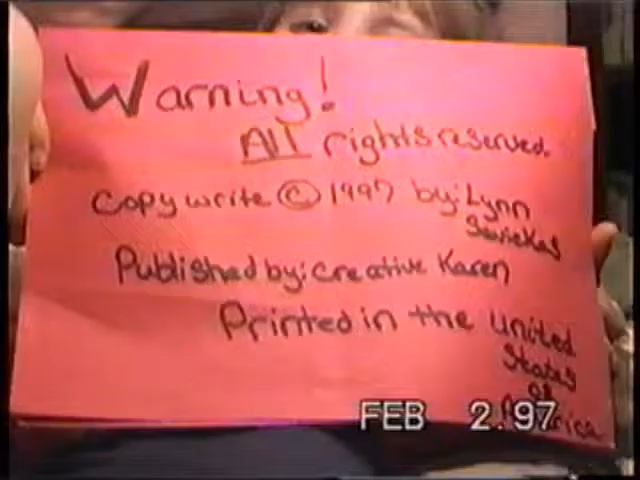 Warning!
All rights reserved.
Copywrite © 1997 by: Lynn
Published by: Creative Karen
Printed in the United
States
of
America
FEB 2.97